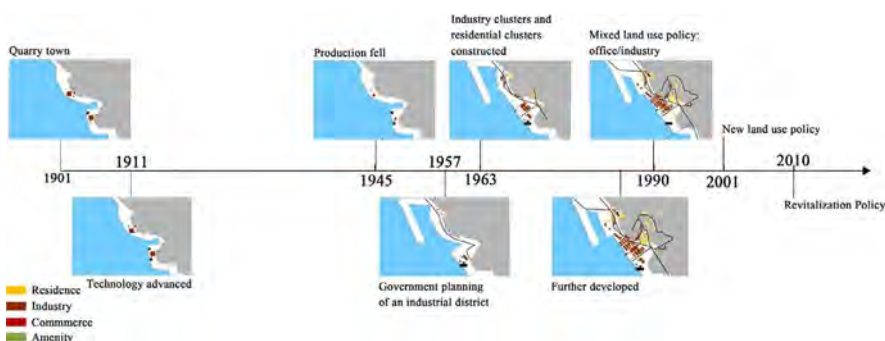 Industry clusters and
residential clusters
constructed
Mixed land use policy:
office/industry
Quarry town
Production fell
New land use policy
1911
1957
2010
1901
1945
1963
1990
2001
Revitalization Policy
Technology advanced
Government planning
of an industrial district
Further developed
Residence
Industry
Commmerce
Amenity